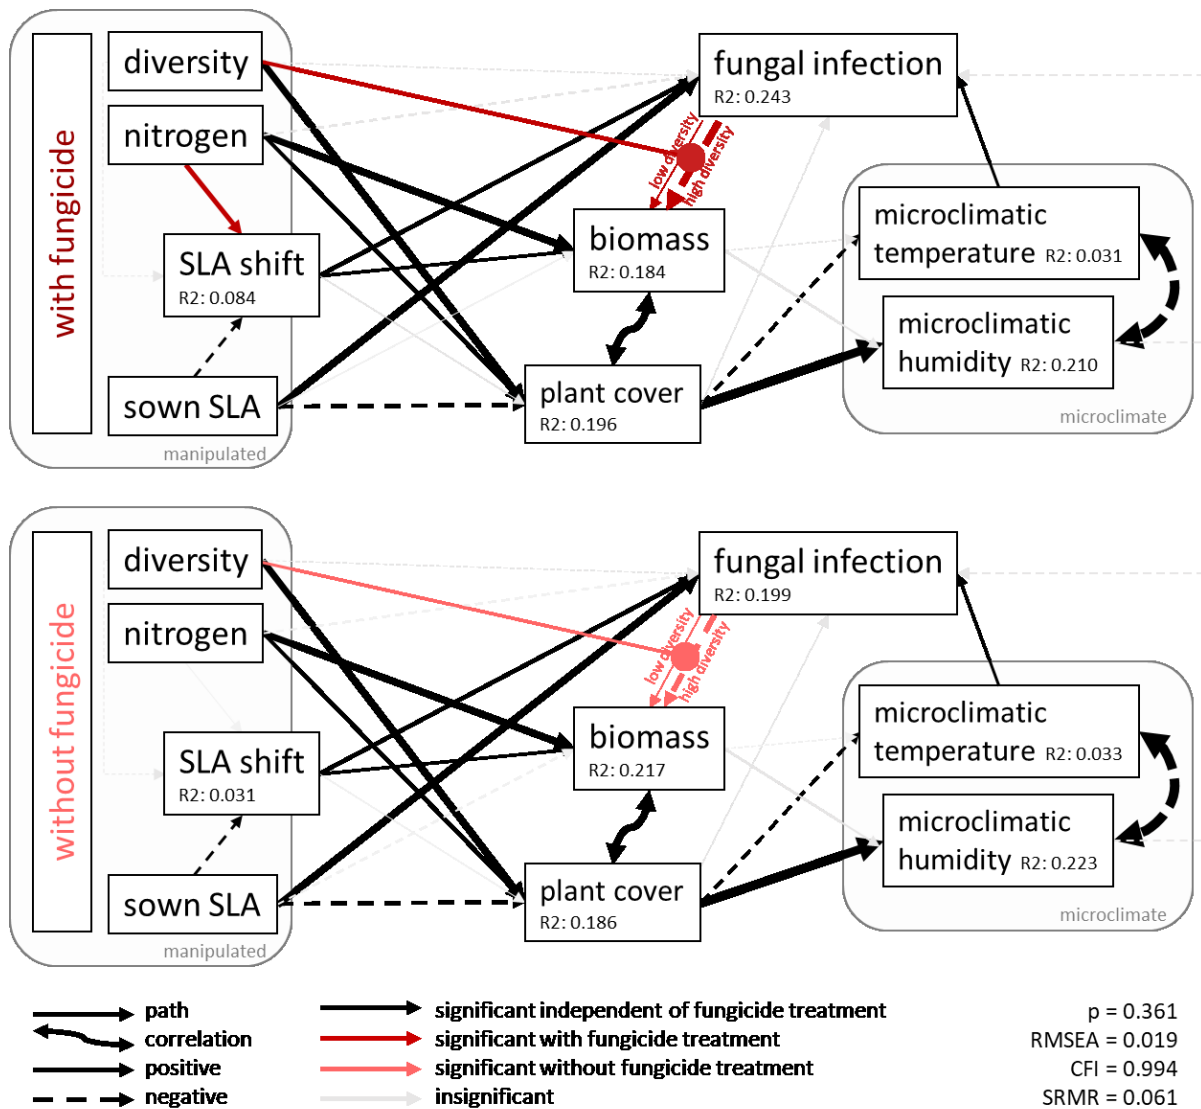 with fungicide
diversity
nitrogen
SLA shift
R2: 0.084
sown SLA
manipulated
fungal infection
R2: 0.243
low diversity
high diversity
biomass
R2: 0.184
plant cover
R2: 0.196
microclimatic
temperature R2: 0.031
microclimatic
humidity R2: 0.210
microclimate
without fungicide
diversity
nitrogen
SLA shift
R2: 0.031
sown SLA
manipulated
fungal infection
R2: 0.199
low diversity
high diversity
biomass
R2: 0.217
plant cover
R2: 0.186
microclimatic
temperature R2: 0.033
microclimatic
humidity R2: 0.223
microclimate
path
correlation
positive
negative
significant independent of fungicide treatment
significant with fungicide treatment
significant without fungicide treatment
insignificant
p = 0.361
RMSEA = 0.019
CFI = 0.994
SRMR = 0.061